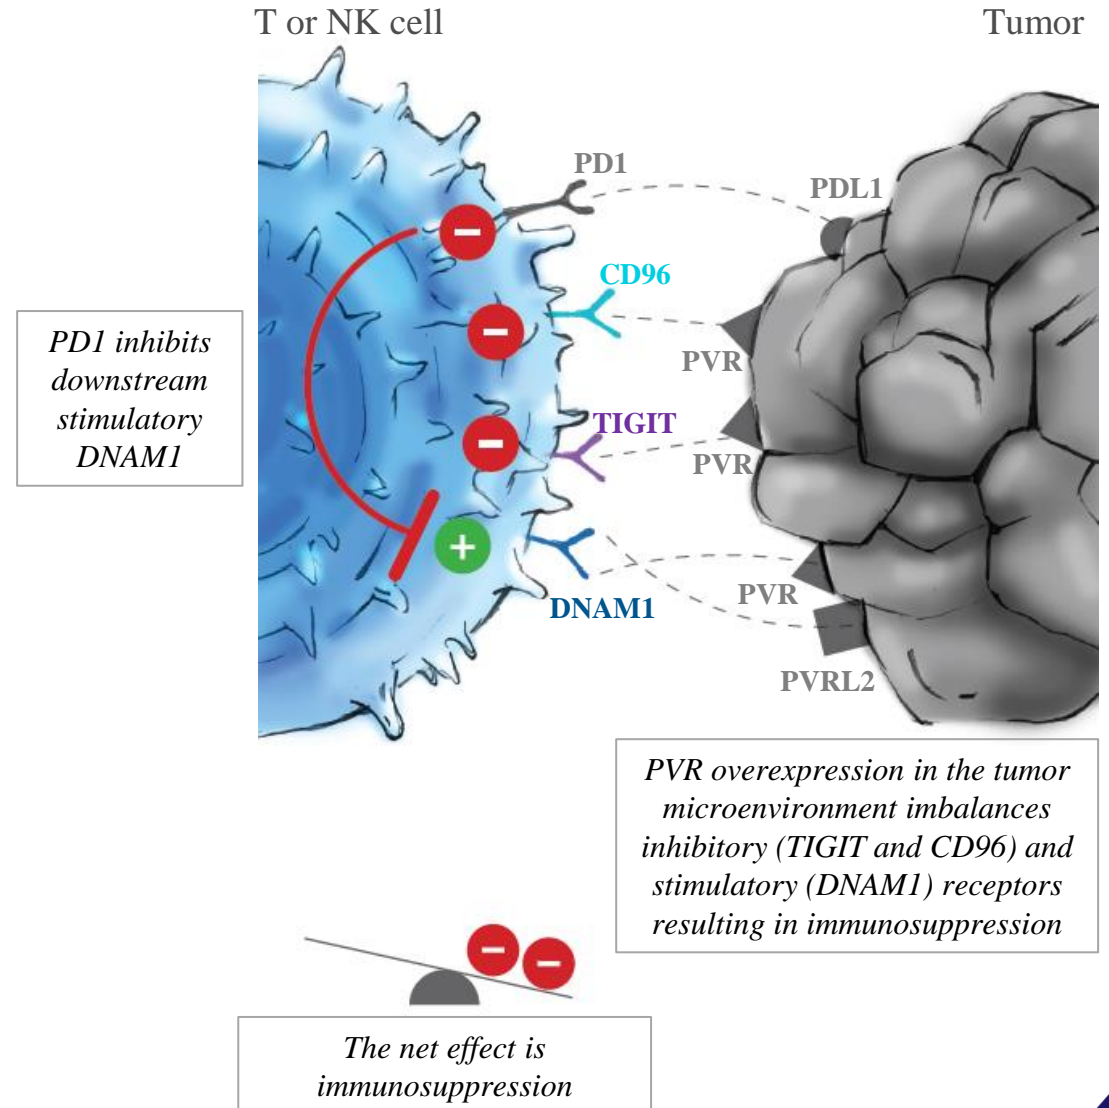 T or NK cell
Tumor
PD1
PDL1
CD96
PVR
PD1 inhibits
downstream
stimulatory
DNAM1
TIGIT
PVR
DNAM1
PVR
PVRL2
PVR overexpression in the tumor
microenvironment imbalances
inhibitory (TIGIT and CD96) and
stimulatory (DNAM1) receptors
resulting in immunosuppression
The net effect is
immunosuppression